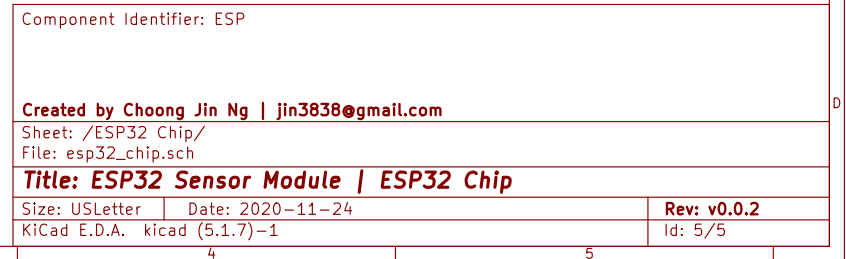 Component Identifier: ESP
Created by Choong Jin Ng | jin3838@gmail.com
D
Sheet: /ESP32 Chip/
File: esp32_chip.sch
Title: ESP32 Sensor Module | ESP32 Chip
Size: USLetter Date: 2020-11-24 Rev: v0.0.2
KiCad E.D.A. kicad (5.1.7)-1 Id: 5/5
4 5